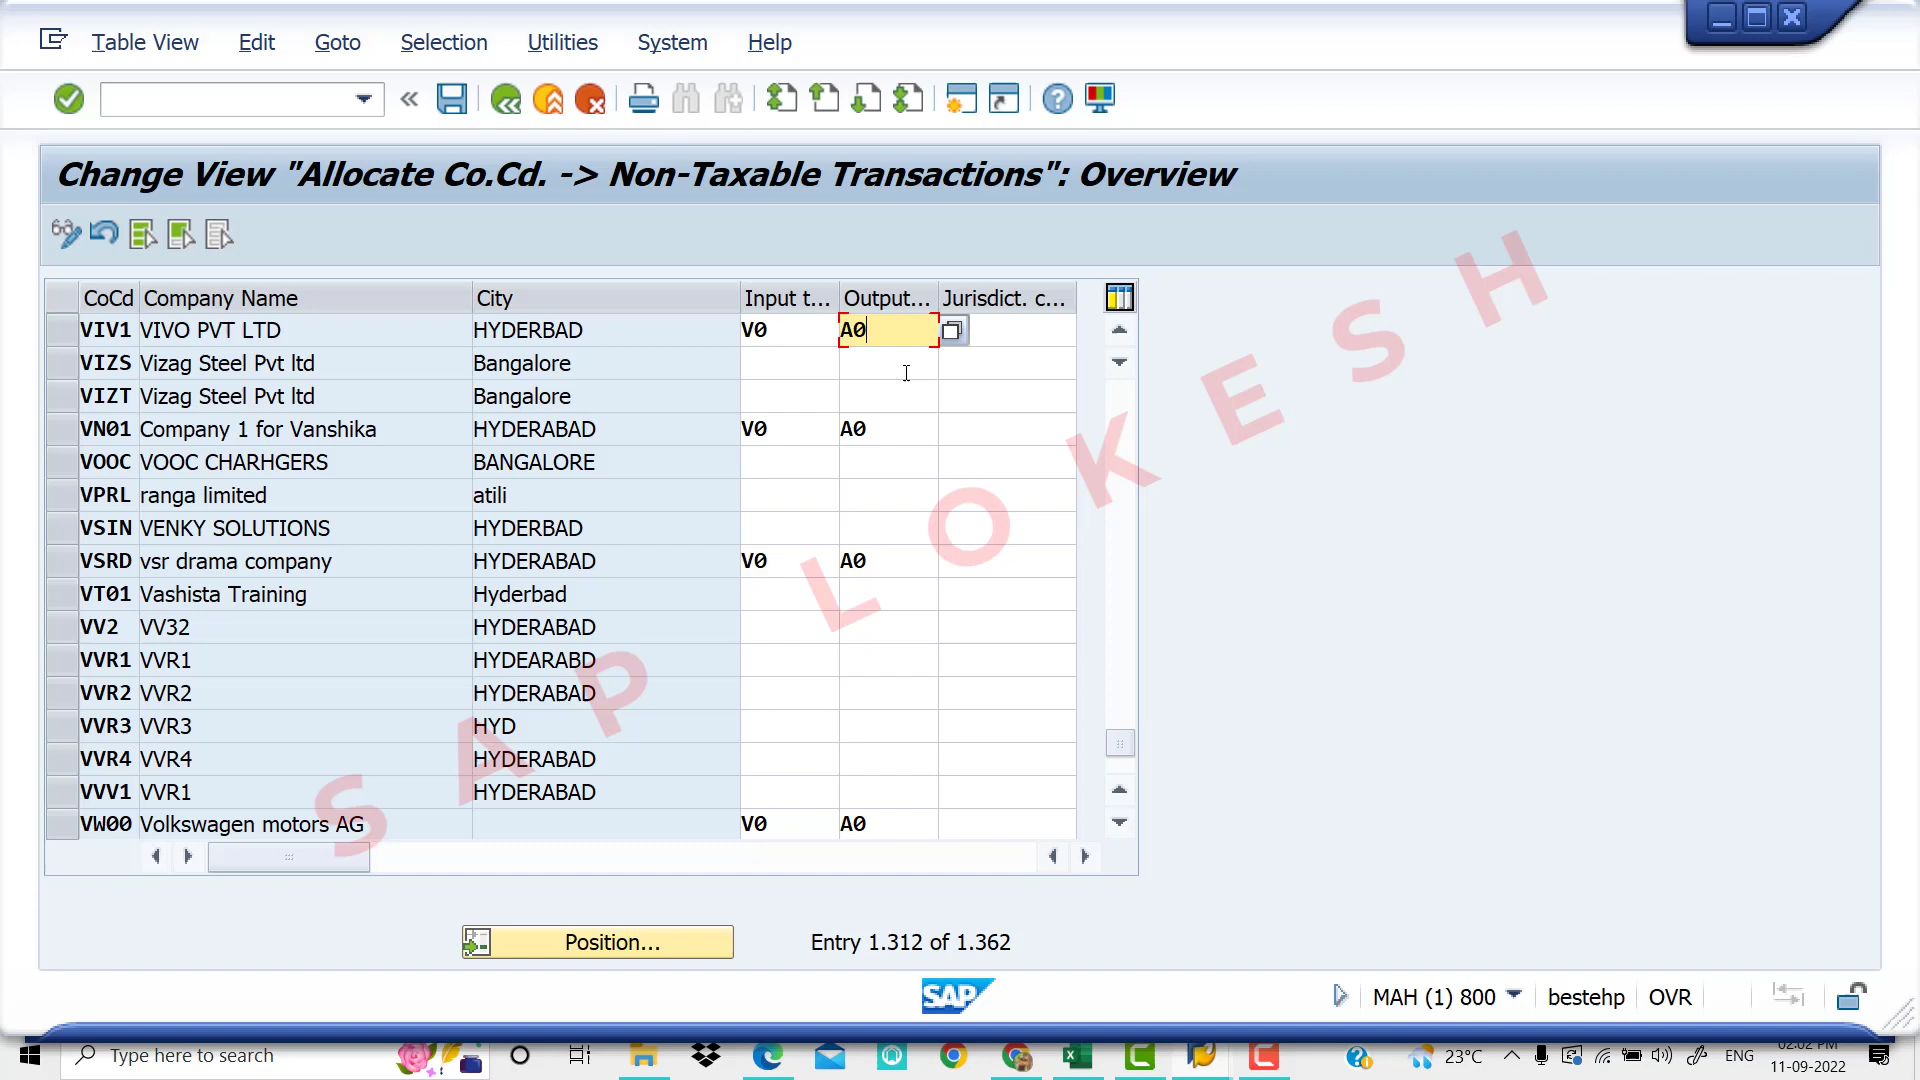 Table View Edit Goto Selection Utilities System Help
Change View "Allocate Co.Cd. -> Non-Taxable Transactions": Overview
CoCd Company Name City Input t... Output... Jurisdict. c...
VIV1 VIVO PVT LTD HYDERBAD V0 A0
VIZS Vizag Steel Pvt ltd Bangalore
VIZT Vizag Steel Pvt ltd Bangalore
VN01 Company 1 for Vanshika HYDERABAD V0 A0
VOOC VOOC CHARHGERS BANGALORE
VPRL ranga limited atili
VSIN VENKY SOLUTIONS HYDERBAD
VSRD vsr drama company HYDERABAD V0 A0
VT01 Vashista Training Hyderbad
VV2 VV32 HYDERABAD
VVR1 VVR1 HYDEARABD
VVR2 VVR2 HYDERABAD
VVR3 VVR3 HYD
VVR4 VVR4 HYDERABAD
VVV1 VVR1 HYDERABAD
VW00 Volkswagen motors AG V0 A0
SAP LOKESH
Position... Entry 1.312 of 1.362
SAP MAH (1) 800 bestehp OVR
Type here to search 23°C ENG 02:02 PM
11-09-2022